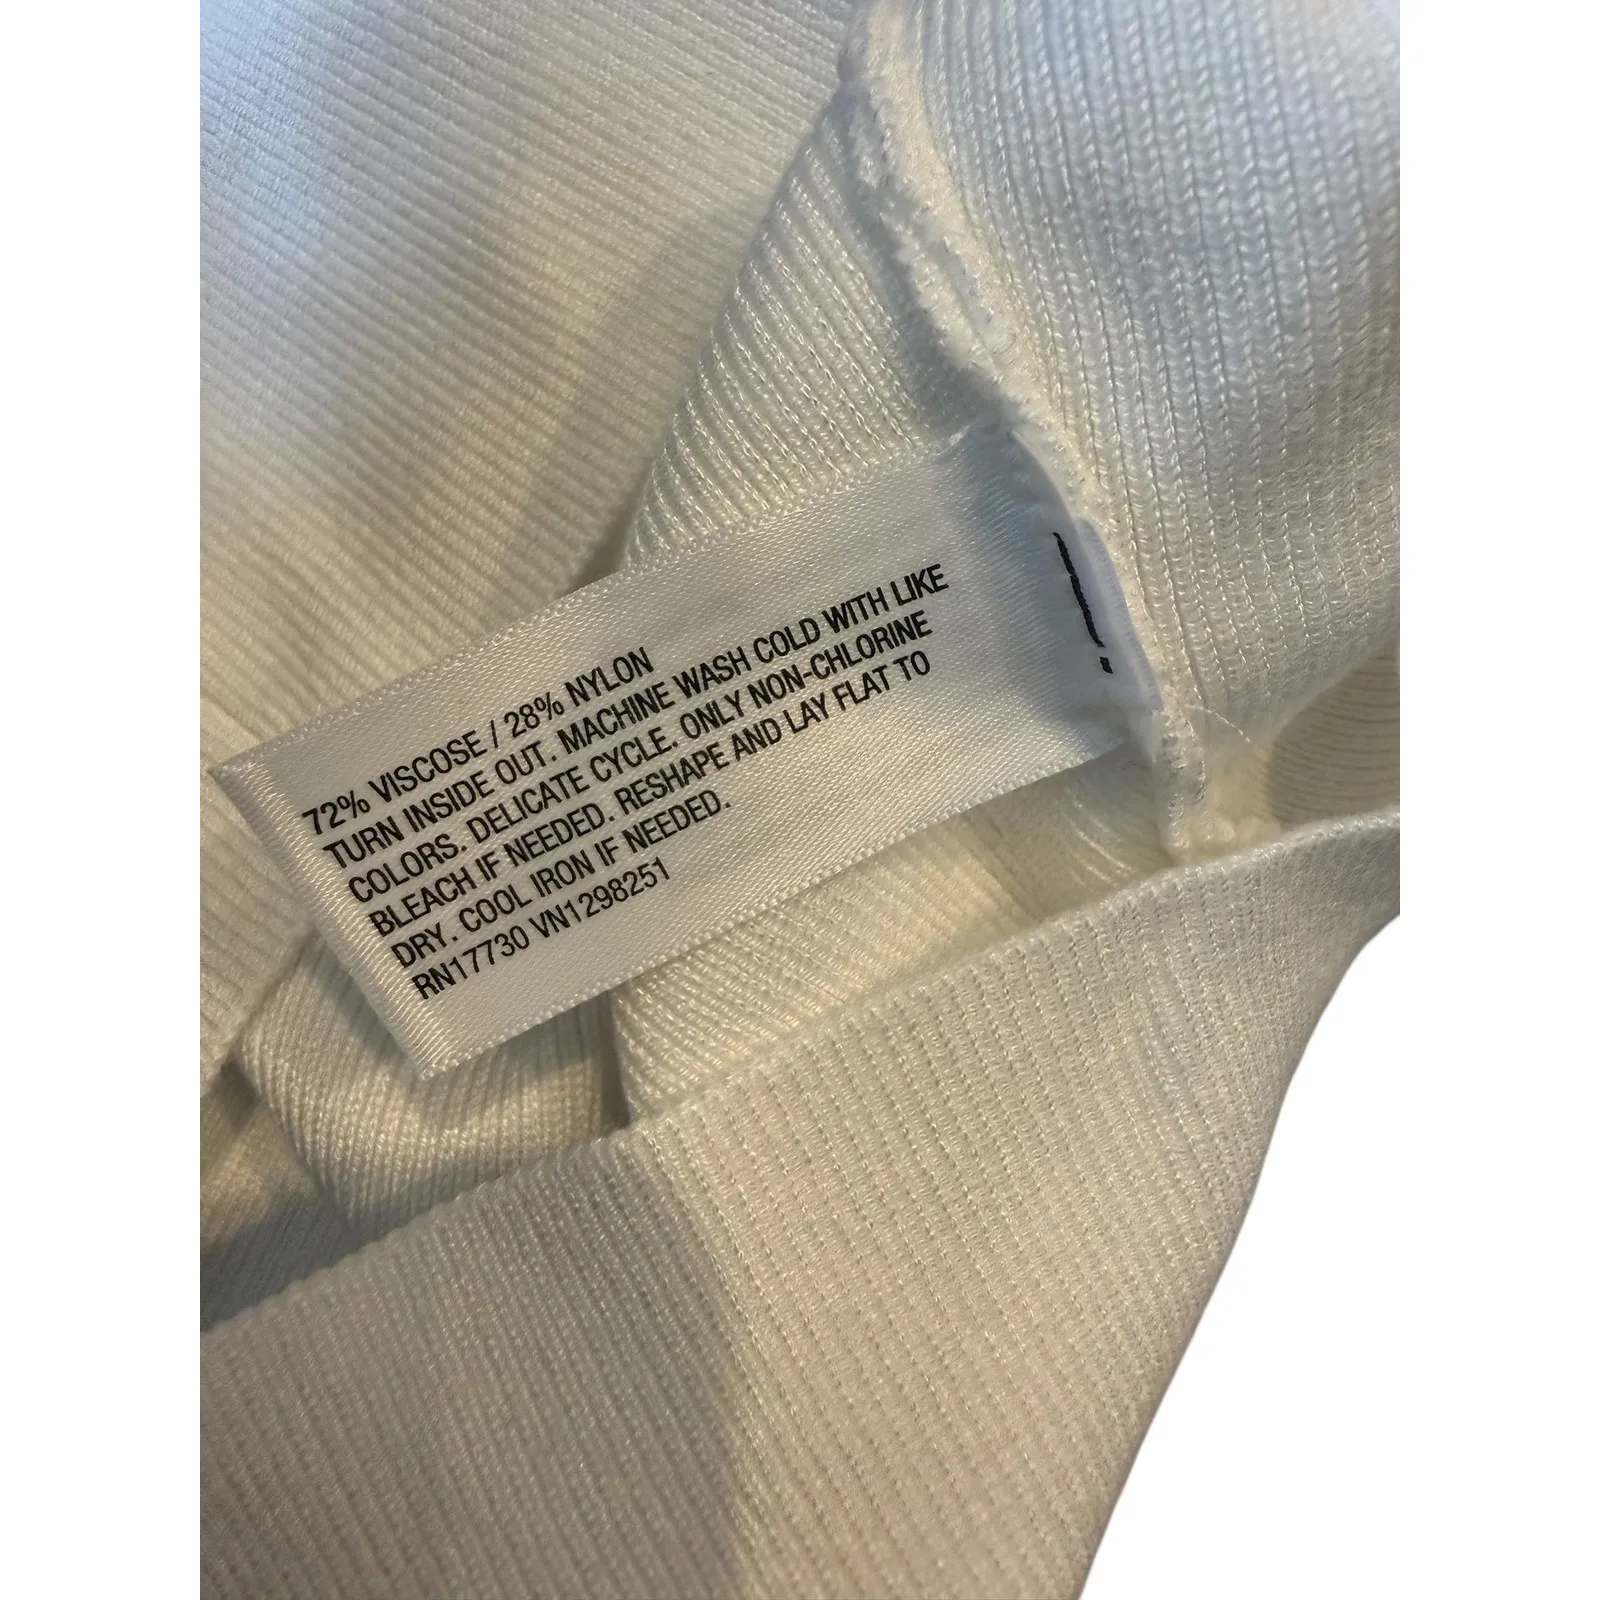 72% VISCOSE / 28% NYLON
TURN INSIDE OUT. MACHINE WASH COLD WITH LIKE
COLORS. DELICATE CYCLE. ONLY NON-CHLORINE
BLEACH IF NEEDED. RESHAPE AND LAY FLAT TO
DRY. COOL IRON IF NEEDED.
RN17730 VN1298251